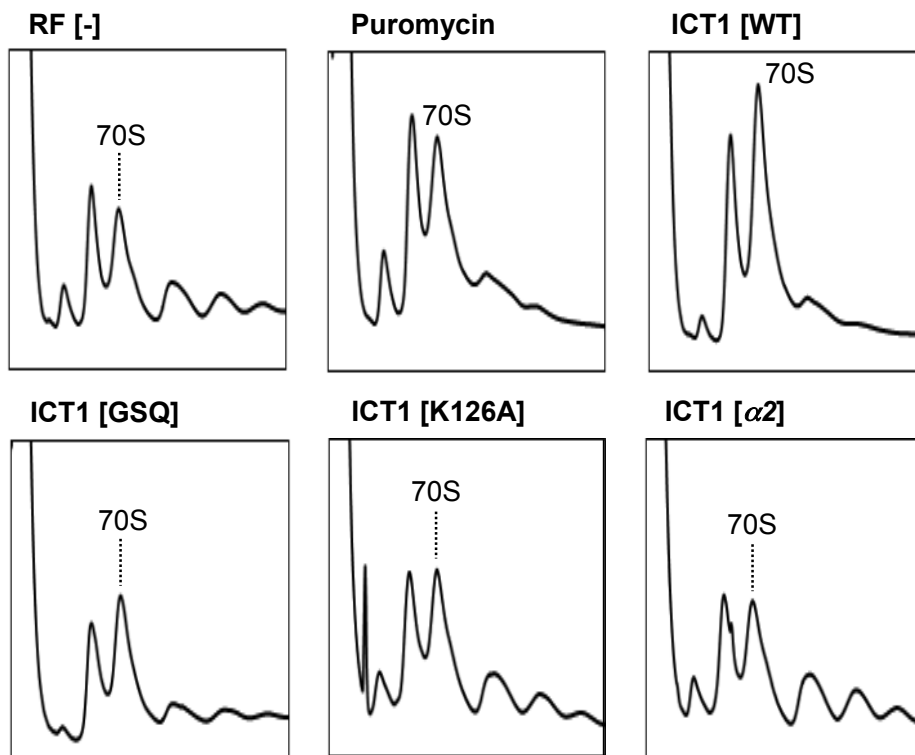 RF [-]
Puromycin
ICT1 [WT]
70S
70S
70S
ICT1 [GSQ]
ICT1 [K126A]
ICT1 [α2]
70S
70S
70S